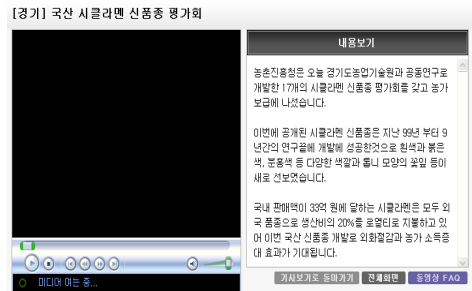 [경기] 국산 시클라멘 신품종 평가회
내용보기
농촌진흥청은 오늘 경기도농업기술원과 공동연구로
개발한 17개의 시클라멘 신품종 평가회를 갖고 농가
보급에 나섰습니다.
이번에 공개된 시클라멘 신품종은 지난 99년 부터 9
년간의 연구끝에 개발에 성공한것으로 흰색과 붉은
색, 분홍색 등 다양한 색깔과 톱니 모양의 꽃잎 등이
새로 선보였습니다.
국내 판매액이 33억 원에 달하는 시클라멘은 모두 외
국 품종으로 생산비의 20%를 로열티로 지불하고 있
어 이번 국산 신품종 개발로 외화절감과 농가 소득증
대 효과가 기대됩니다.
미디어 여는 중...
기사보기로 돌아가기 전체화면 동영상 FAQ